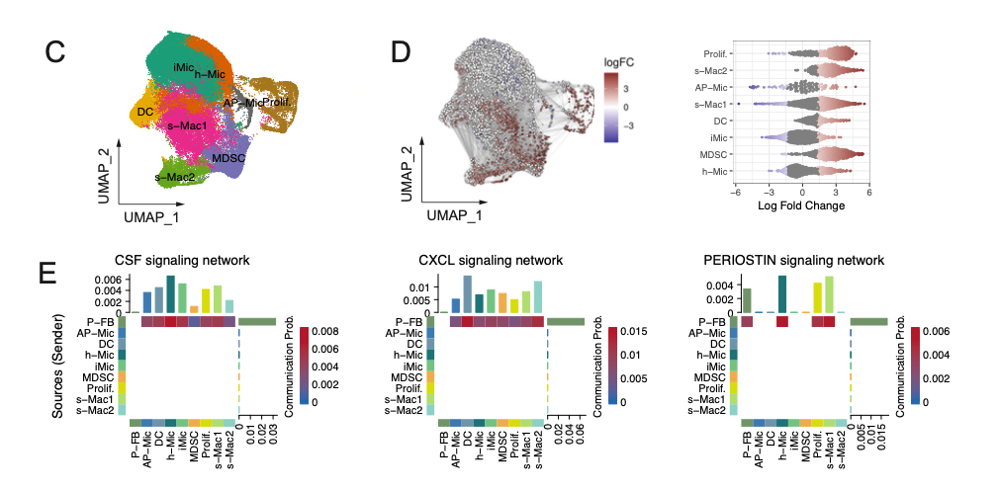 C
iMic
h-Mic
AP-Mic
Prolif.
DC
s-Mac1
MDSC
s-Mac2
UMAP_2
UMAP_1
D
UMAP_2
UMAP_1
logFC
3
0
−3
Prolif.
s-Mac2
AP-Mic
s-Mac1
DC
iMic
MDSC
h-Mic
−6 −3 0 3 6
Log Fold Change
E
CSF signaling network
0.006
0.004
0.002
0
Sources (Sender)
P-FB
AP-Mic
DC
h-Mic
iMic
MDSC
Prolif.
s-Mac1
s-Mac2
P-FB AP-Mic DC h-Mic iMic MDSC Prolif. s-Mac1 s-Mac2
0 0.01 0.02 0.03
Communication Prob.
0.008
0.006
0.004
0.002
0
CXCL signaling network
0.01
0.005
0
P-FB
AP-Mic
DC
h-Mic
iMic
MDSC
Prolif.
s-Mac1
s-Mac2
P-FB AP-Mic DC h-Mic iMic MDSC Prolif. s-Mac1 s-Mac2
0 0.02 0.04 0.06
Communication Prob.
0.015
0.01
0.005
0
PERIOSTIN signaling network
0.004
0.002
0
P-FB
AP-Mic
DC
h-Mic
iMic
MDSC
Prolif.
s-Mac1
s-Mac2
P-FB AP-Mic DC h-Mic iMic MDSC Prolif. s-Mac1 s-Mac2
0 0.005 0.01 0.015
Communication Prob.
0.006
0.004
0.002
0